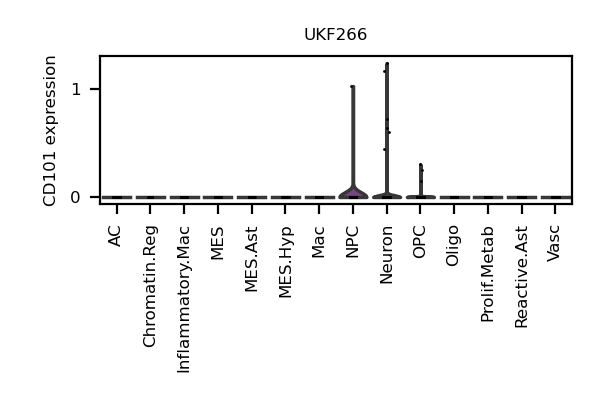 UKF266
CD101 expression
1
0
AC
Chromatin.Reg
Inflammatory.Mac
MES
MES.Ast
MES.Hyp
Mac
NPC
Neuron
OPC
Oligo
Prolif.Metab
Reactive.Ast
Vasc